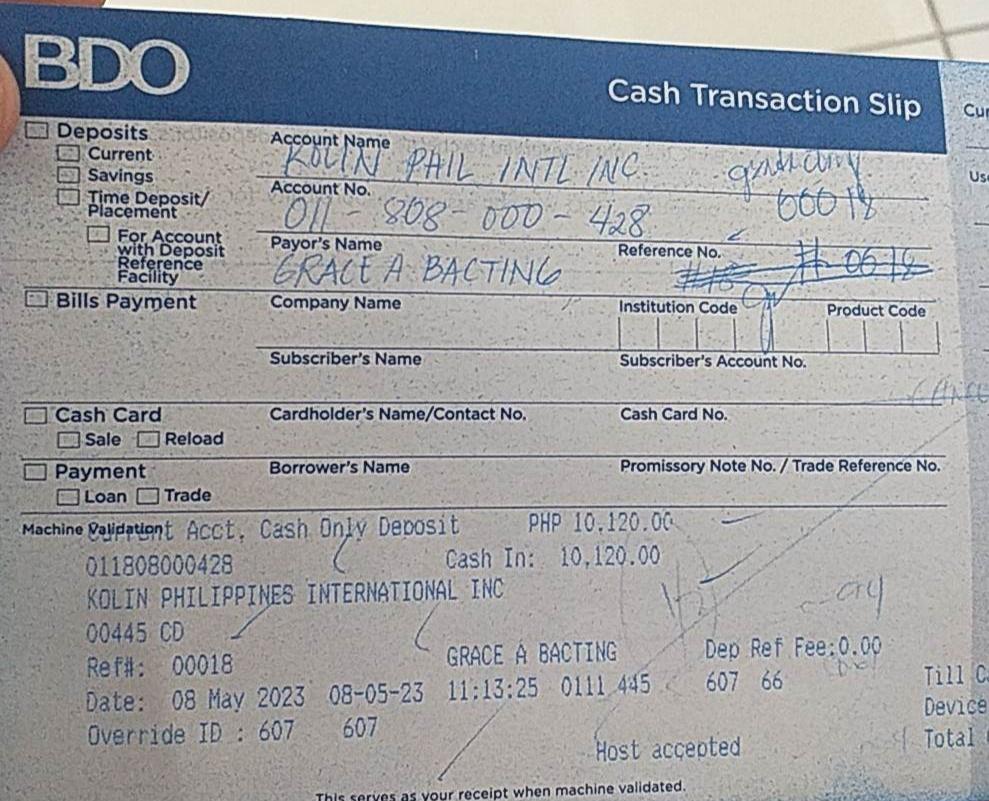 BDO
Cash Transaction Slip
Cur
Use
Deposits
Current
Savings
Time Deposit/
Placement
For Account
with Deposit
Reference
Facility
Account Name
KOLIN PHIL INTL INC.
Account No.
011-808-000-428
Payor's Name
GRACE A BACTING
Reference No.
# 0018
Bills Payment
Company Name
Institution Code
Product Code
Subscriber's Name
Subscriber's Account No.
Cash Card
Sale
Reload
Cardholder's Name/Contact No.
Cash Card No.
Payment
Loan
Trade
Borrower's Name
Promissory Note No. / Trade Reference No.
Machine Validation
Current Acct, Cash Only Deposit PHP 10,120.00
011808000428 Cash In: 10,120.00
KOLIN PHILIPPINES INTERNATIONAL INC
00445 CD
Ref#: 00018 GRACE A BACTING Dep Ref Fee:0.00
Date: 08 May 2023 08-05-23 11:13:25 0111 445 607 66
Override ID : 607 607
Host accepted
Till
Device
Total
This serves as your receipt when machine validated.